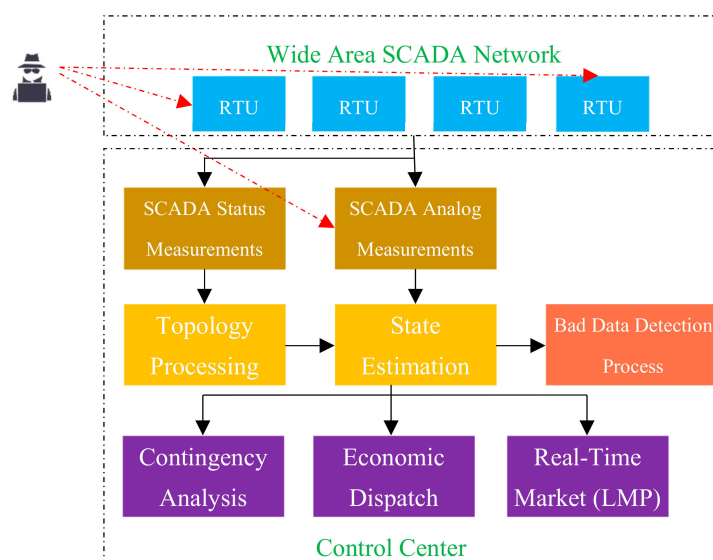 Wide Area SCADA Network
RTU
RTU
RTU
RTU
SCADA Status
Measurements
SCADA Analog
Measurements
Topology
Processing
State
Estimation
Bad Data Detection
Process
Contingency
Analysis
Economic
Dispatch
Real-Time
Market (LMP)
Control Center